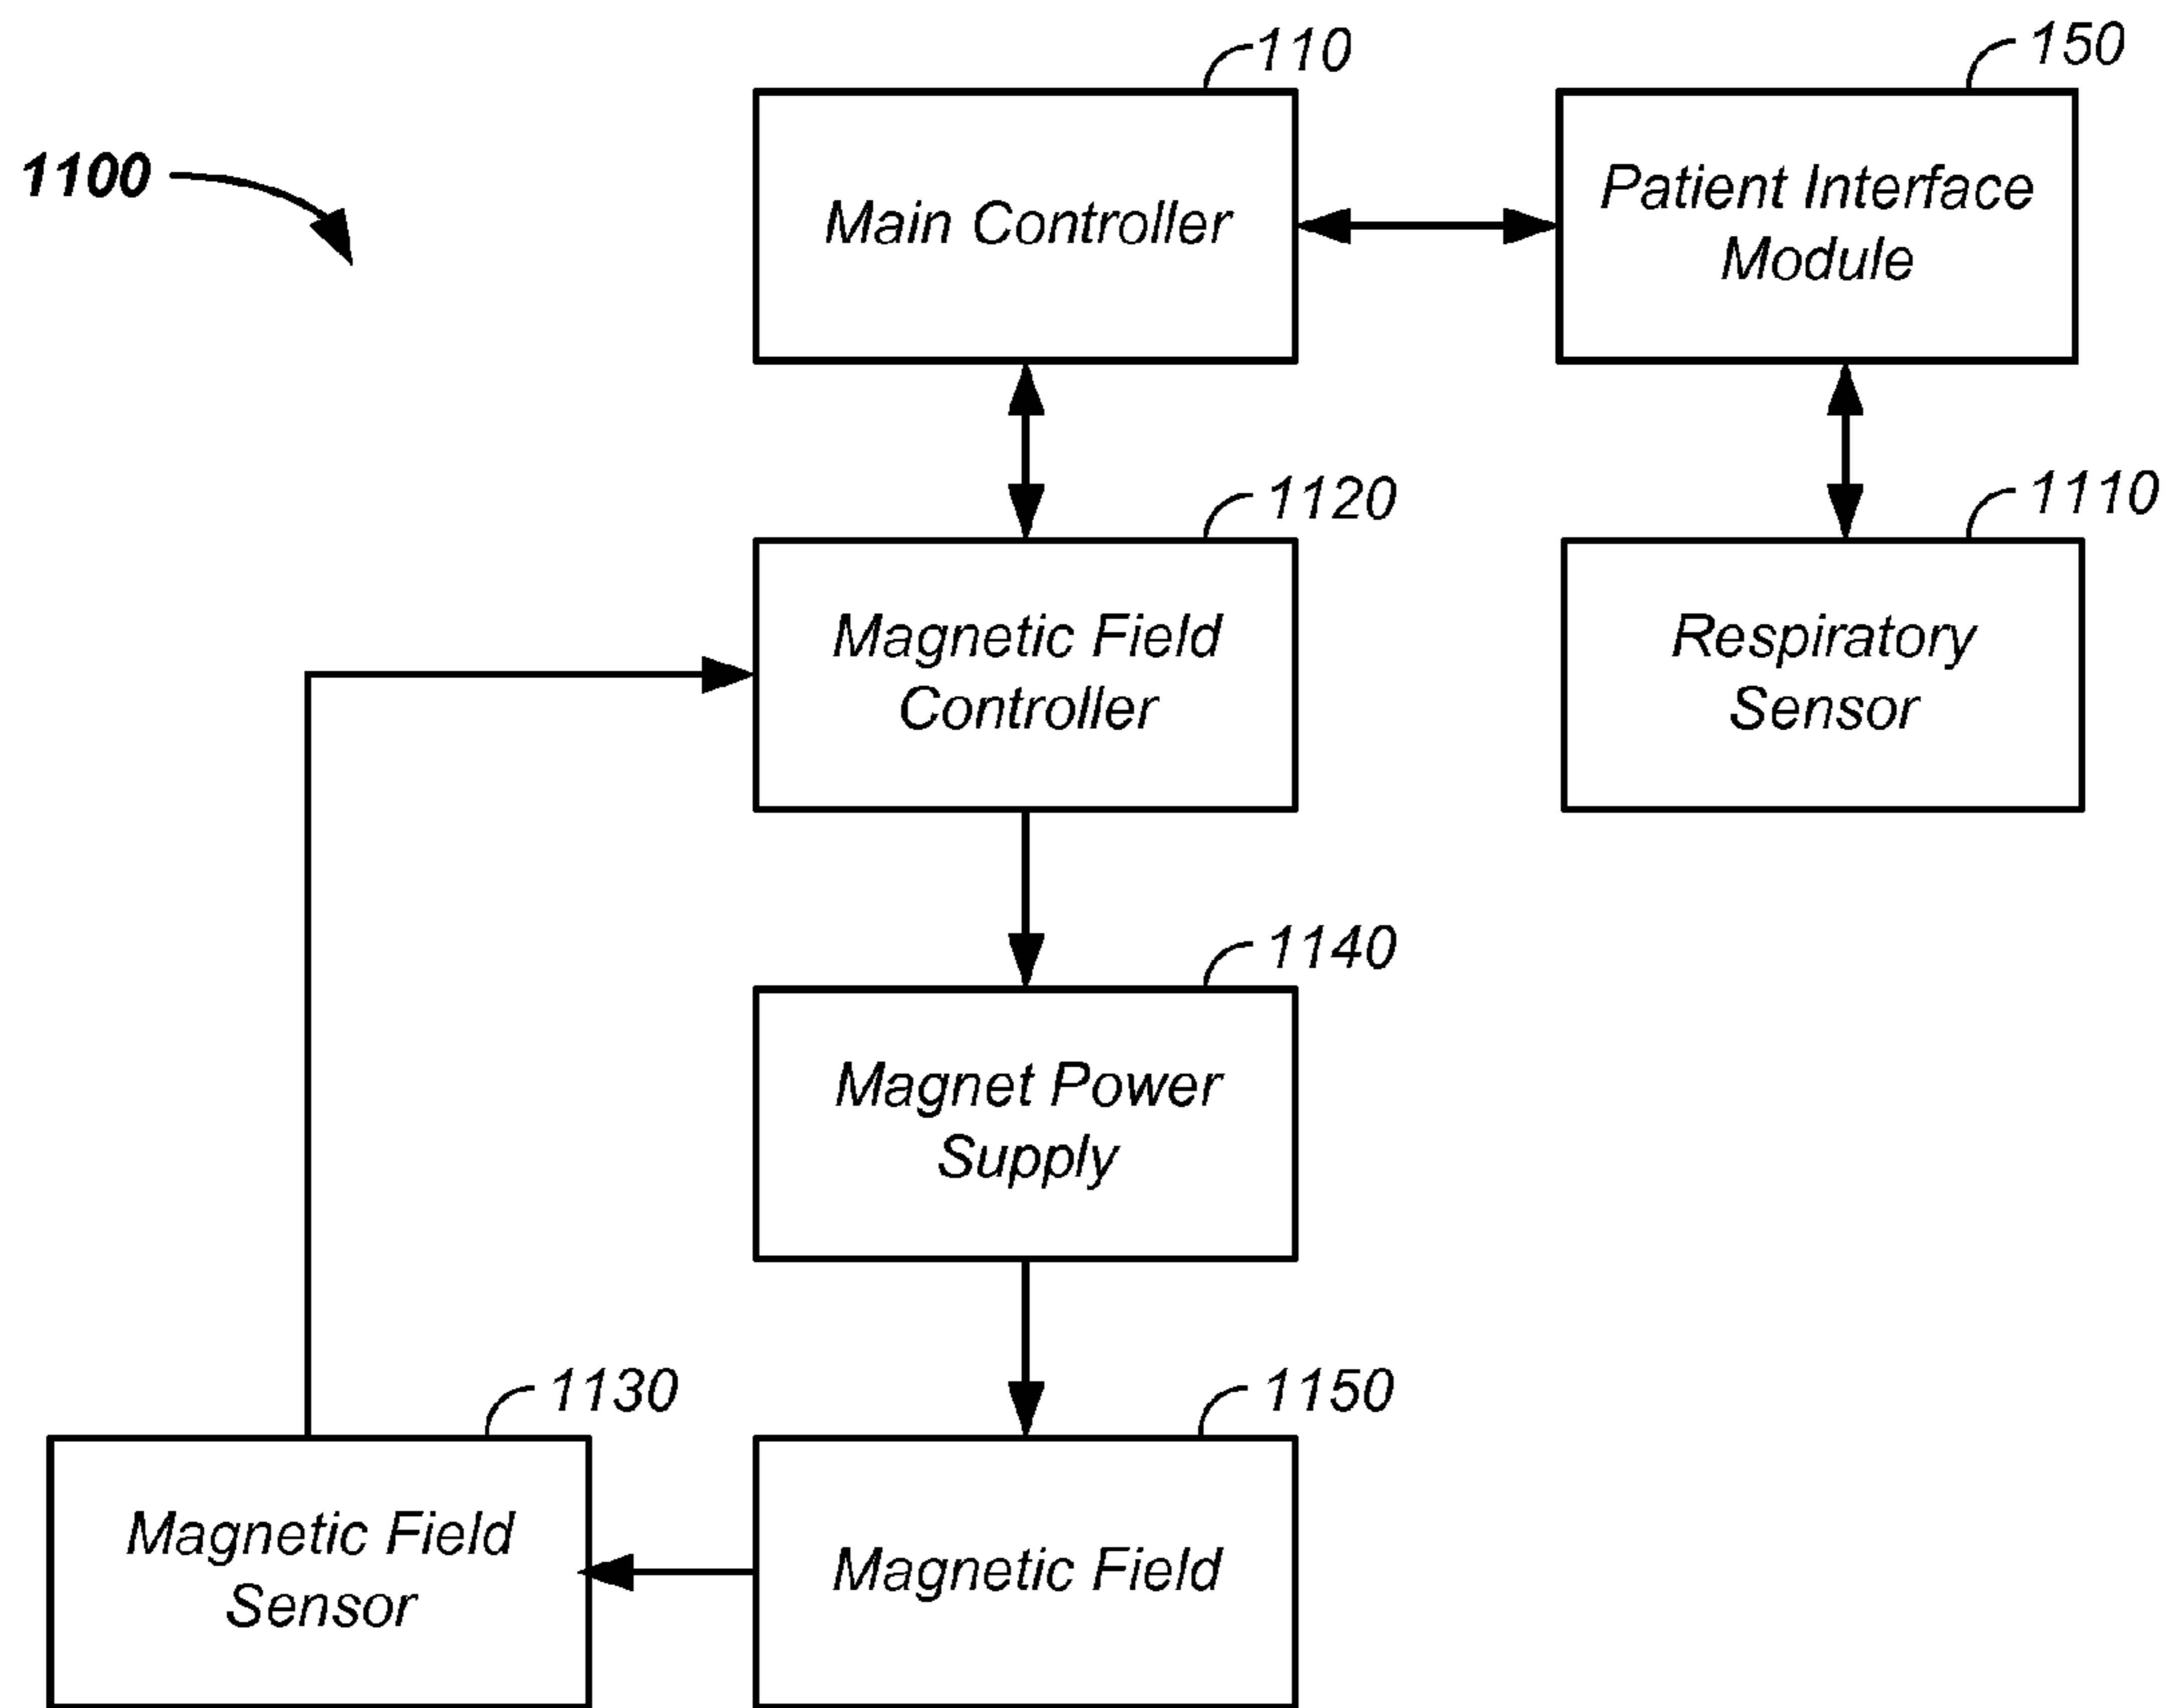 110
150
1100
Main Controller
Patient Interface
Module
1120
1110
Magnetic Field
Controller
Respiratory
Sensor
1140
Magnet Power
Supply
1130
1150
Magnetic Field
Sensor
Magnetic Field